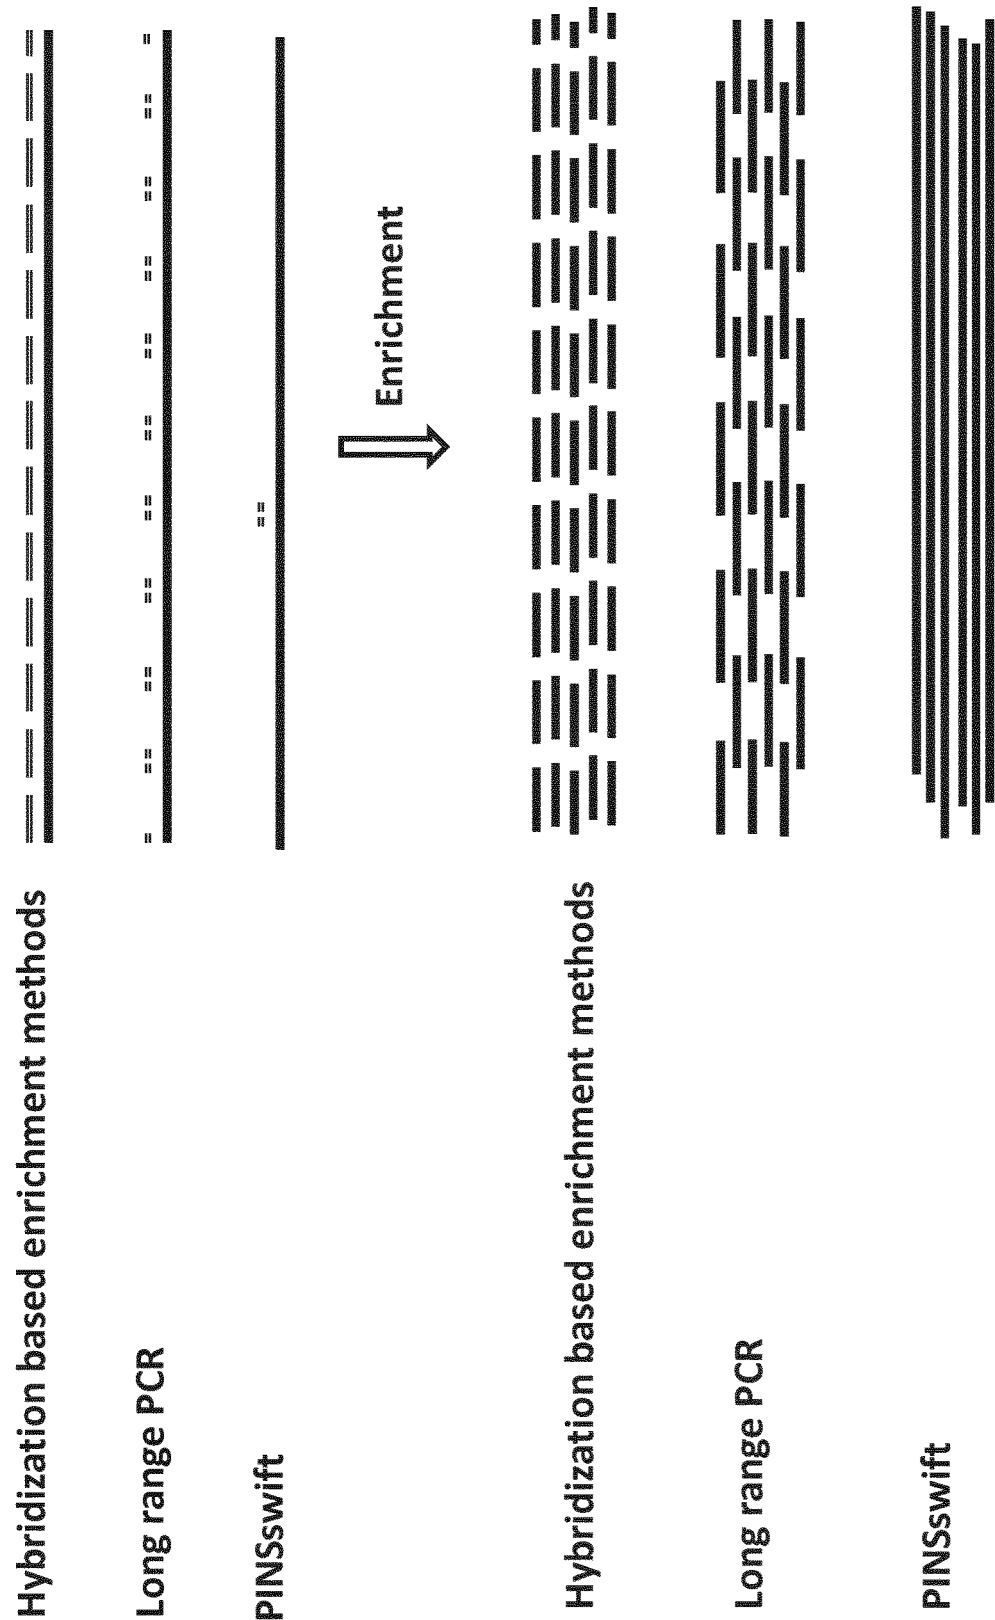 Hybridization based enrichment methods
Long range PCR
PINSswift
Enrichment
Hybridization based enrichment methods
Long range PCR
PINSswift